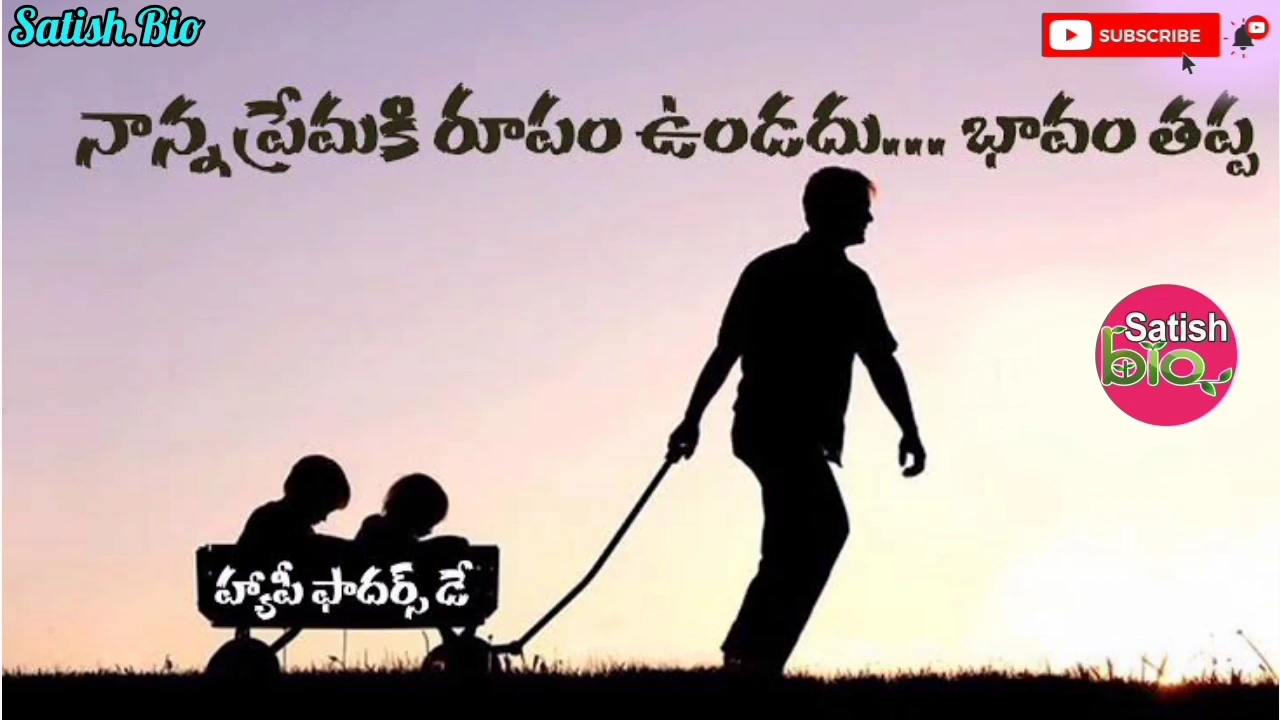 Satish.Bio
SUBSCRIBE
నాన్న ప్రేమకి రూపం ఉండదు... భావం తప్ప
Satish
bio
హ్యాపీ ఫాదర్స్ డే